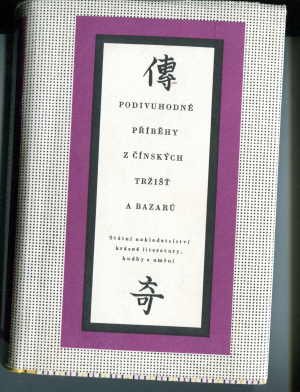 傳
PODIVUHODNÉ
PŘÍBĚHY
Z ČÍNSKÝCH
TRŽIŠŤ
A BAZARŮ
Státní nakladatelství
krásné literatury,
hudby a umění
奇